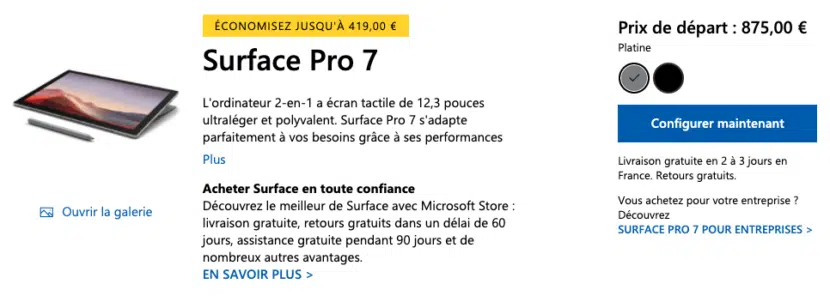 ÉCONOMISEZ JUSQU'À 419,00 €
Surface Pro 7
L'ordinateur 2-en-1 a écran tactile de 12,3 pouces
ultraléger et polyvalent. Surface Pro 7 s'adapte
parfaitement à vos besoins grâce à ses performances
Plus
Ouvrir la galerie
Acheter Surface en toute confiance
Découvrez le meilleur de Surface avec Microsoft Store :
livraison gratuite, retours gratuits dans un délai de 60
jours, assistance gratuite pendant 90 jours et de
nombreux autres avantages.
EN SAVOIR PLUS >
Prix de départ : 875,00 €
Platine
Configurer maintenant
Livraison gratuite en 2 à 3 jours en
France. Retours gratuits.
Vous achetez pour votre entreprise ?
Découvrez
SURFACE PRO 7 POUR ENTREPRISES >